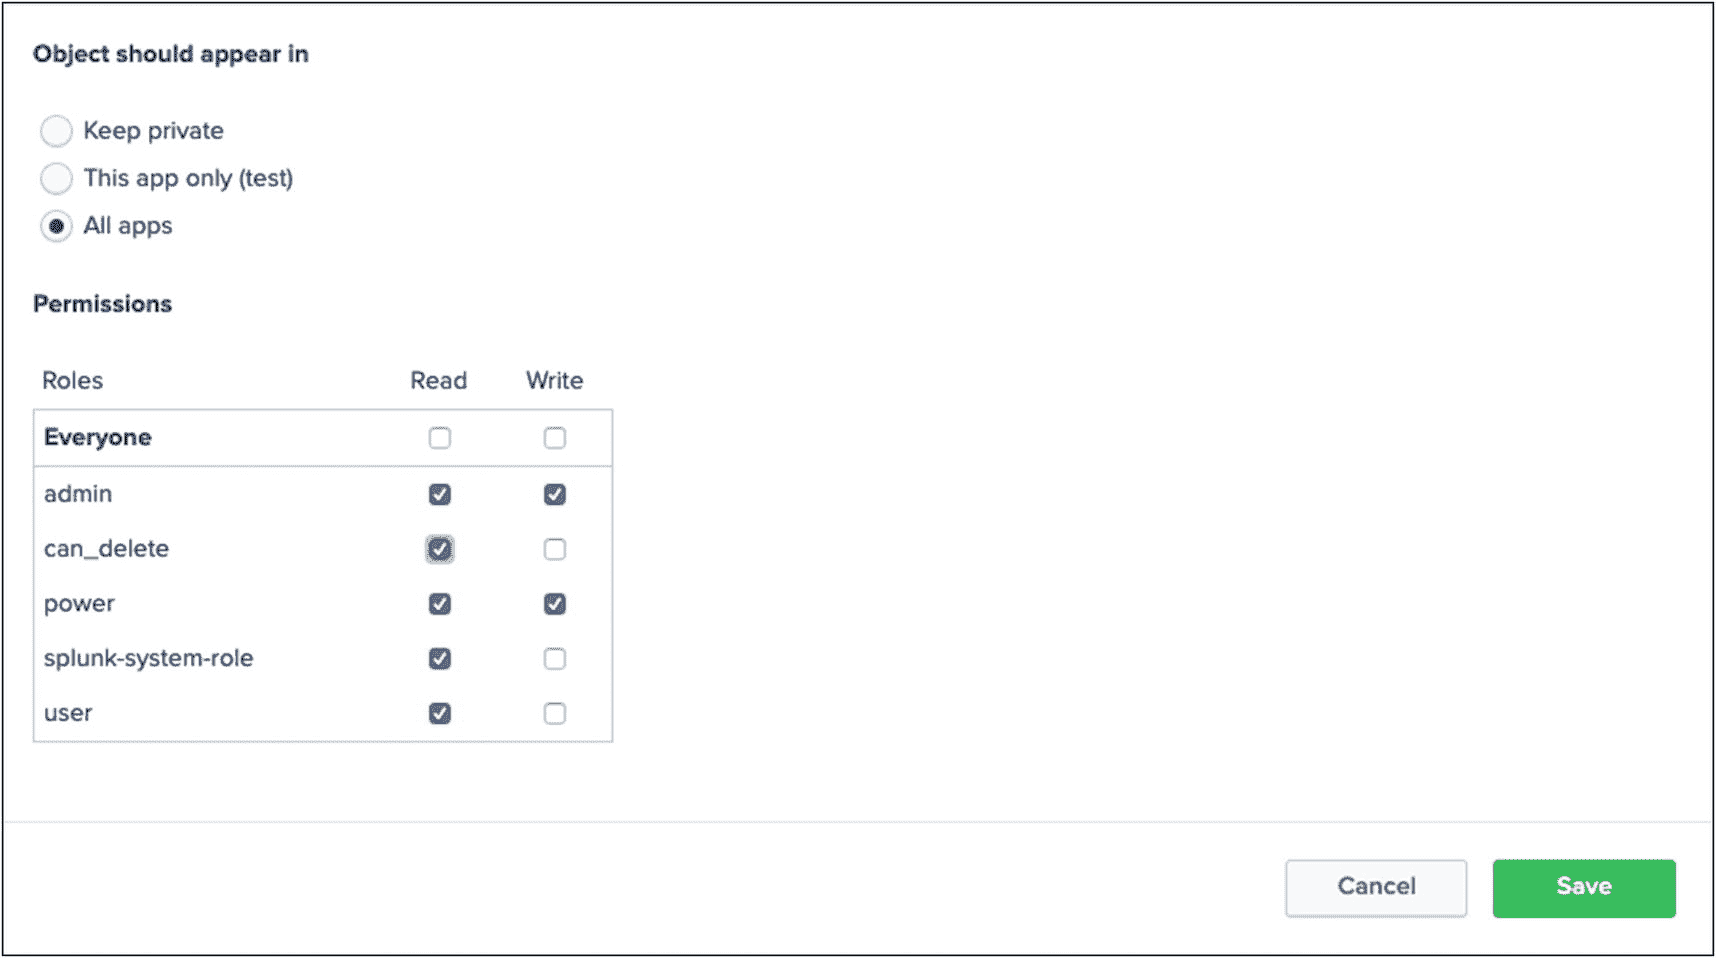 Object should appear in
Keep private
This app only (test)
All apps
Permissions
Roles Read Write
Everyone
admin
can_delete
power
splunk-system-role
user
Cancel Save